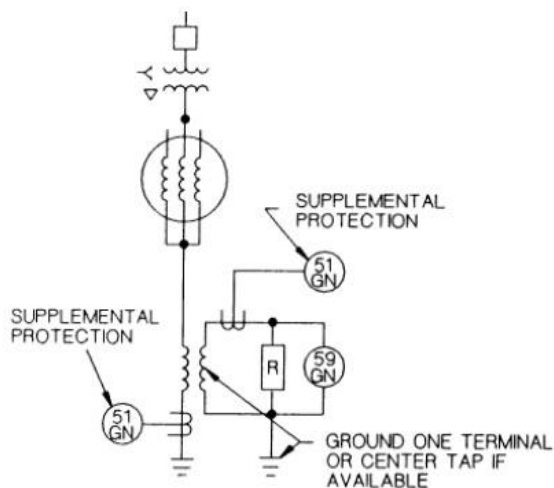 Y
Δ
SUPPLEMENTAL
PROTECTION
51
GN
SUPPLEMENTAL
PROTECTION
R
59
GN
51
GN
GROUND ONE TERMINAL
OR CENTER TAP IF
AVAILABLE